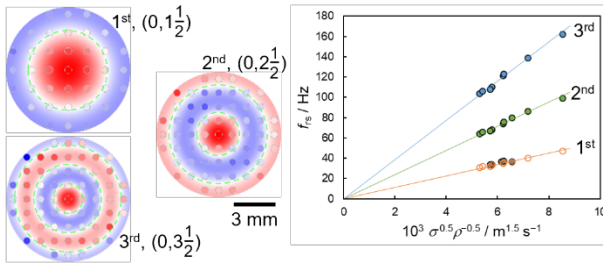 1st, (0,1½)
2nd, (0,2½)
3rd, (0,3½)
3 mm
180
160
140
120
100
80
60
40
20
0
frs / Hz
3rd
2nd
1st
0 2 4 6 8 10
10³ σ^0.5ρ^-0.5 / m^1.5 s⁻¹